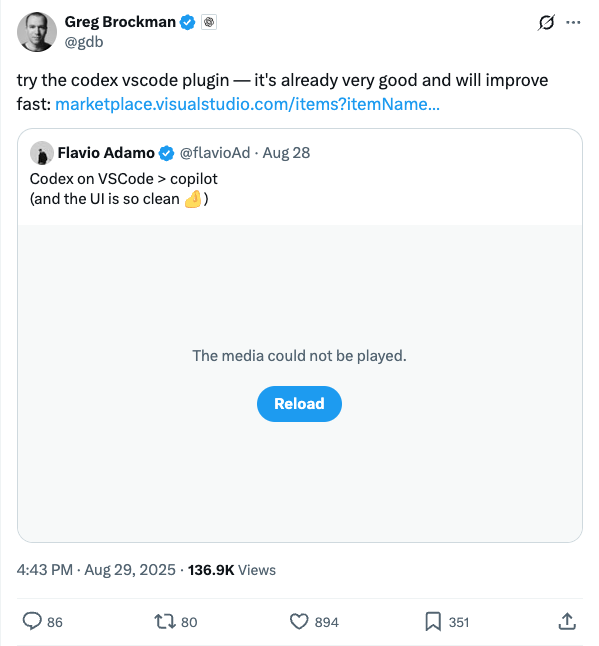 Greg Brockman
@gdb
try the codex vscode plugin — it's already very good and will improve
fast: marketplace.visualstudio.com/items?itemName...
Flavio Adamo @flavioAd · Aug 28
Codex on VSCode > copilot
(and the UI is so clean 🤌)
The media could not be played.
Reload
4:43 PM · Aug 29, 2025 · 136.9K Views
86 80 894 351